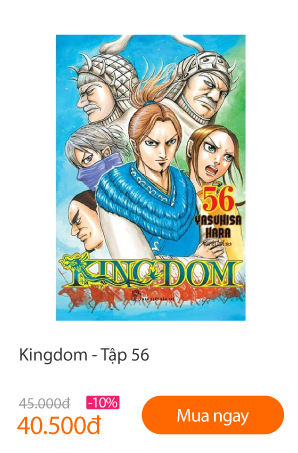 56
YASUHISA
HARA
KINGDOM
Kingdom - Tập 56
45.000đ
-10%
40.500đ
Mua ngay